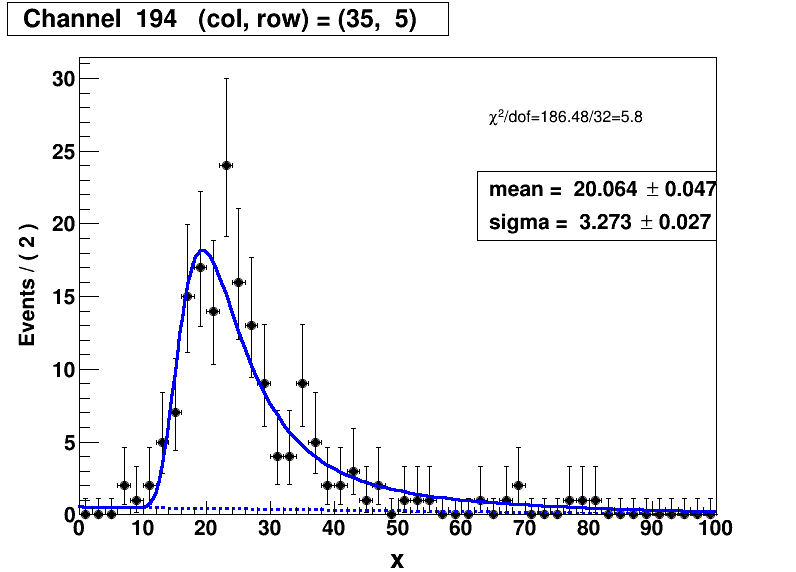 Channel 194 (col, row) = (35, 5)
χ²/dof=186.48/32=5.8
mean = 20.064 ± 0.047
sigma = 3.273 ± 0.027
Events / ( 2 )
30
25
20
15
10
5
0
0 10 20 30 40 50 60 70 80 90 100
x